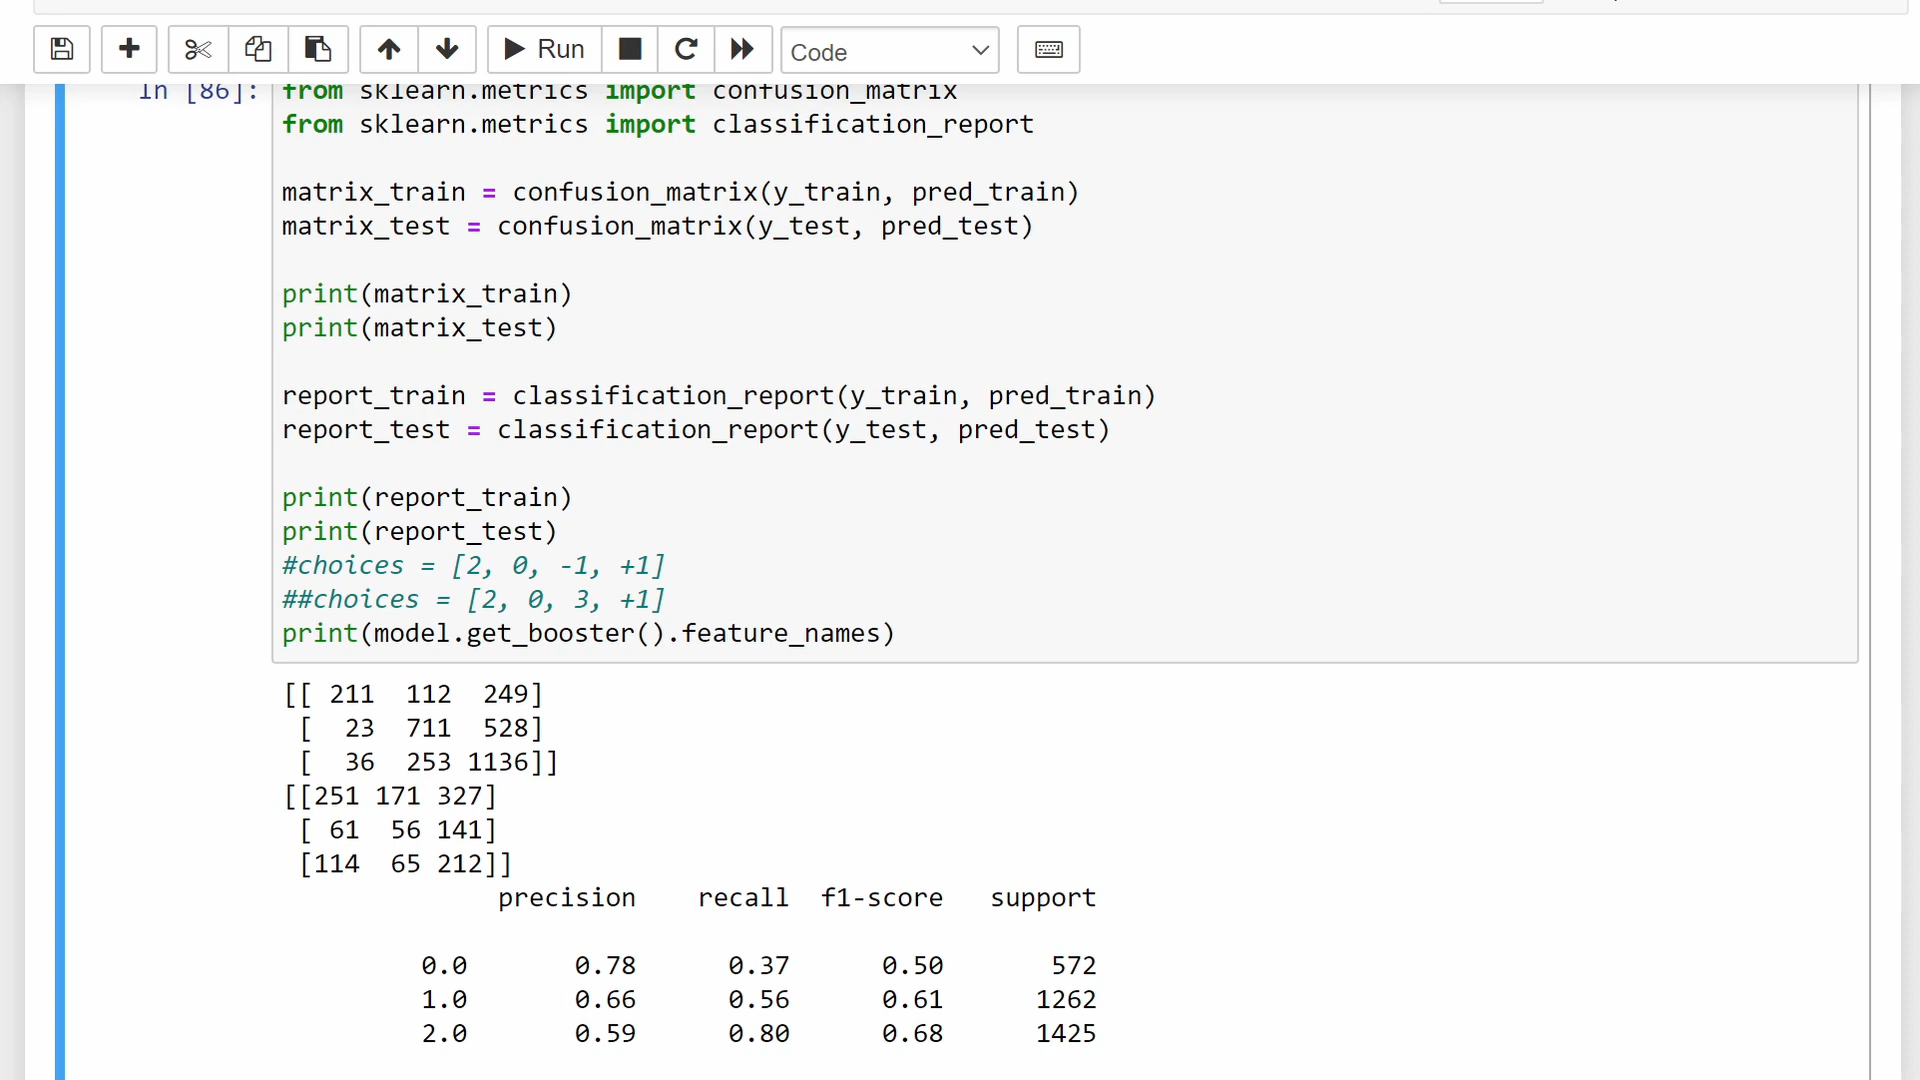 Run Code
In [86]: from sklearn.metrics import confusion_matrix
from sklearn.metrics import classification_report
matrix_train = confusion_matrix(y_train, pred_train)
matrix_test = confusion_matrix(y_test, pred_test)
print(matrix_train)
print(matrix_test)
report_train = classification_report(y_train, pred_train)
report_test = classification_report(y_test, pred_test)
print(report_train)
print(report_test)
#choices = [2, 0, -1, +1]
##choices = [2, 0, 3, +1]
print(model.get_booster().feature_names)
[[ 211  112  249]
 [  23  711  528]
 [  36  253 1136]]
[[251 171 327]
 [ 61  56 141]
 [114  65 212]]
precision    recall  f1-score   support
0.0       0.78      0.37      0.50       572
1.0       0.66      0.56      0.61      1262
2.0       0.59      0.80      0.68      1425